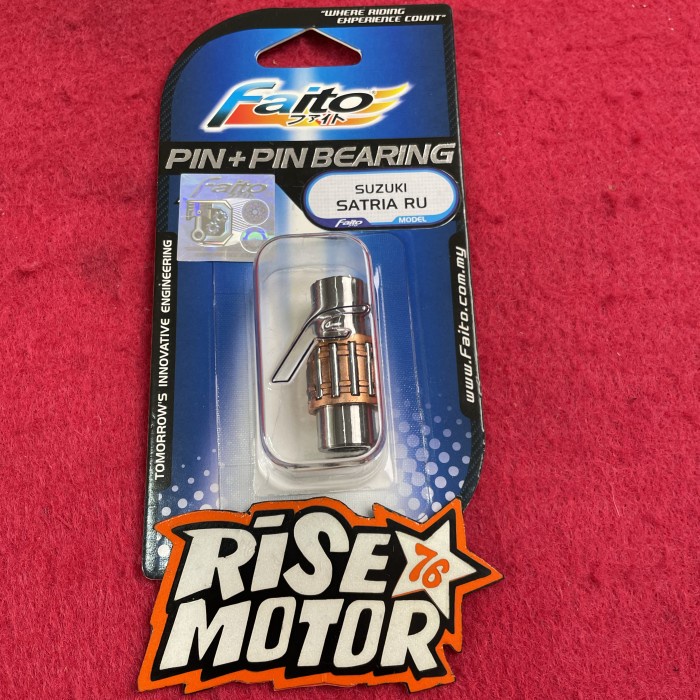 "WHERE RIDING
EXPERIENCE COUNT"
Faito
ファイト
PIN + PIN BEARING
Faito
SUZUKI
SATRIA RU
Faito
MODEL
TOMORROW'S INNOVATIVE ENGINEERING
www.Faito.com.my
RiSE
76
MOTOR